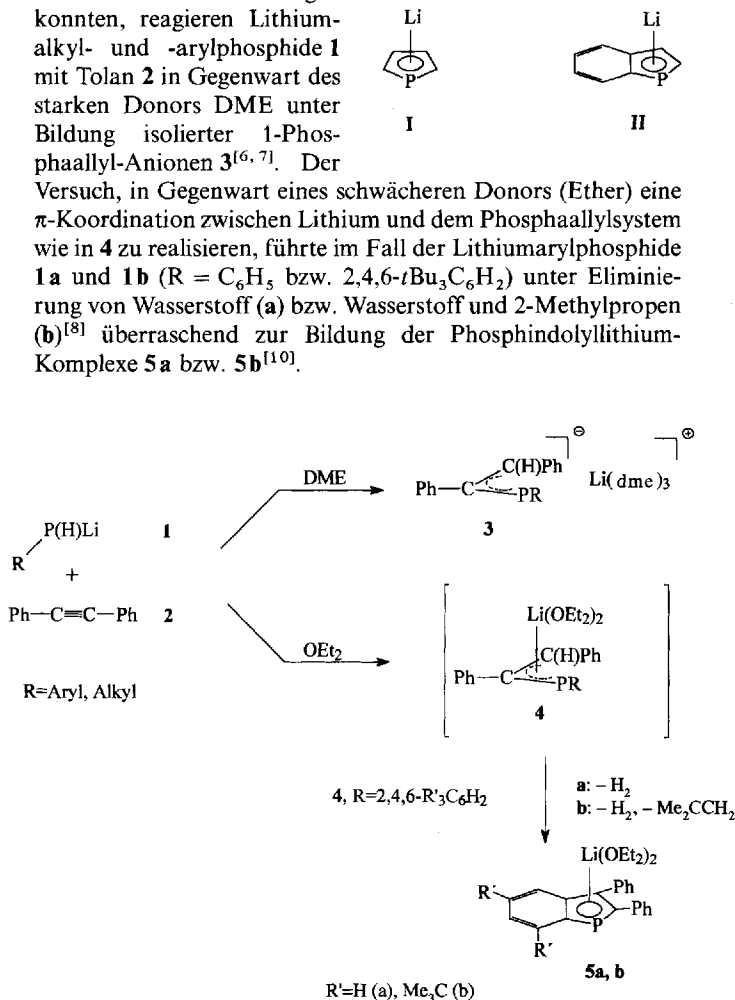 konnten, reagieren Lithium-
alkyl- und -arylphosphide 1
mit Tolan 2 in Gegenwart des
starken Donors DME unter
Bildung isolierter 1-Phos-
phaallyl-Anionen 3[6, 7]. Der
Li
P
I
Li
P
II
Versuch, in Gegenwart eines schwächeren Donors (Ether) eine
π-Koordination zwischen Lithium und dem Phosphaallylsystem
wie in 4 zu realisieren, führte im Fall der Lithiumarylphosphide
1a und 1b (R = C₆H₅ bzw. 2,4,6-tBu₃C₆H₂) unter Eliminie-
rung von Wasserstoff (a) bzw. Wasserstoff und 2-Methylpropen
(b)[8] überraschend zur Bildung der Phosphindolyllithium-
Komplexe 5a bzw. 5b[10].
P(H)Li 1
R
+
Ph—C≡C—Ph 2
R=Aryl, Alkyl
DME
⊖
⊕
C(H)Ph
Ph—C
PR
Li(dme)₃
3
OEt₂
Li(OEt₂)₂
C(H)Ph
Ph—C
PR
4
4, R=2,4,6-R'₃C₆H₂
a: – H₂
b: – H₂, – Me₂CCH₂
Li(OEt₂)₂
R'
Ph
Ph
P
R'
5a, b
R'=H (a), Me₃C (b)